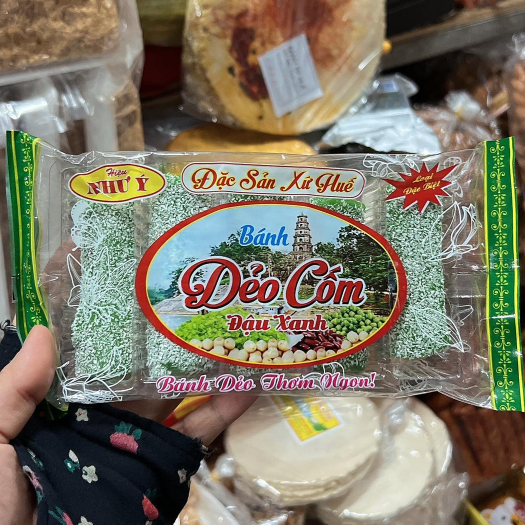 Hiệu
NHƯ Ý
Đặc Sản Xứ Huế
Loại
Đặc Biệt
Bánh
Dẻo Cốm
Đậu Xanh
Bánh Dẻo Thơm Ngon!